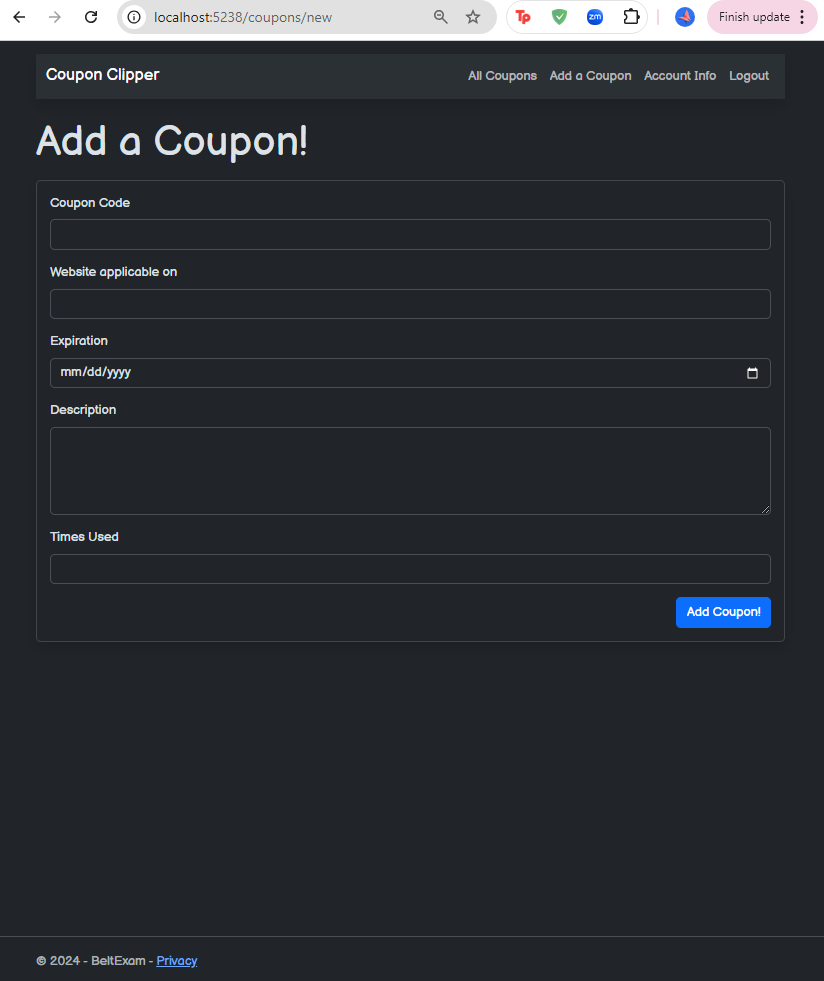 localhost:5238/coupons/new
Tp
zm
Finish update
Coupon Clipper
All Coupons Add a Coupon Account Info Logout
Add a Coupon!
Coupon Code
Website applicable on
Expiration
mm/dd/yyyy
Description
Times Used
Add Coupon!
© 2024 - BeltExam - Privacy